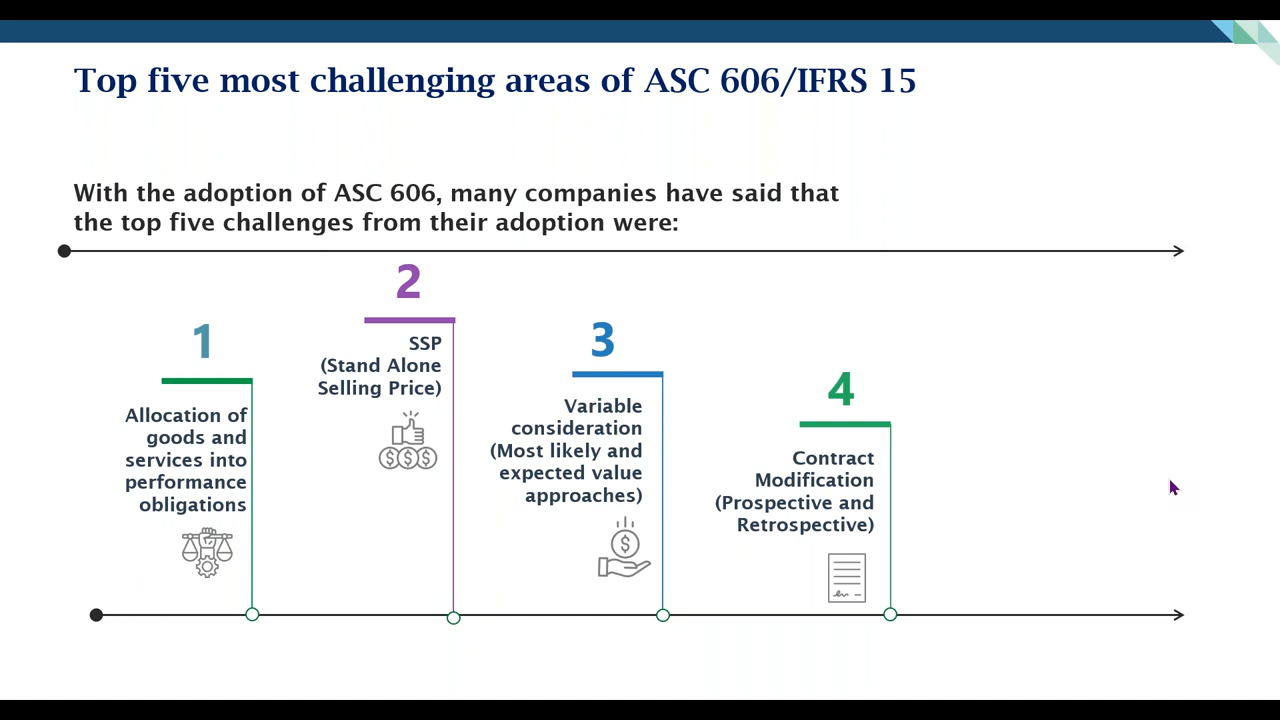 Top five most challenging areas of ASC 606/IFRS 15
With the adoption of ASC 606, many companies have said that
the top five challenges from their adoption were:
1
Allocation of
goods and
services into
performance
obligations
2
SSP
(Stand Alone
Selling Price)
$ $ $
3
Variable
consideration
(Most likely and
expected value
approaches)
$
4
Contract
Modification
(Prospective and
Retrospective)